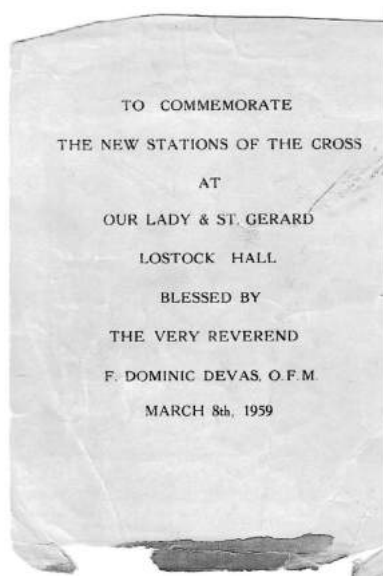 TO COMMEMORATE
THE NEW STATIONS OF THE CROSS
AT
OUR LADY & ST. GERARD
LOSTOCK HALL
BLESSED BY
THE VERY REVEREND
F. DOMINIC DEVAS, O.F.M.
MARCH 8th, 1959